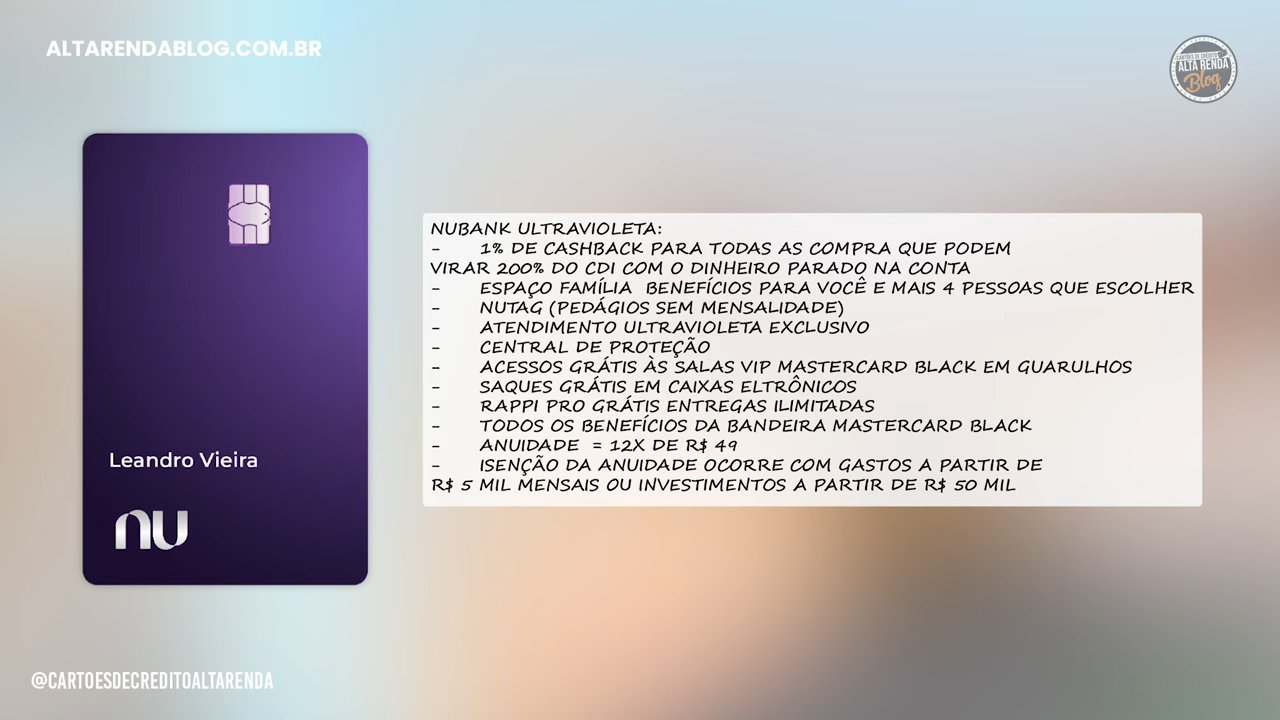 ALTARENDABLOG.COM.BR
CARTÕES DE CRÉDITO
ALTA RENDA
Blog
Leandro Vieira
nu
NUBANK ULTRAVIOLETA:
- 1% DE CASHBACK PARA TODAS AS COMPRA QUE PODEM
VIRAR 200% DO CDI COM O DINHEIRO PARADO NA CONTA
- ESPAÇO FAMÍLIA BENEFÍCIOS PARA VOCÊ E MAIS 4 PESSOAS QUE ESCOLHER
- NUTAG (PEDÁGIOS SEM MENSALIDADE)
- ATENDIMENTO ULTRAVIOLETA EXCLUSIVO
- CENTRAL DE PROTEÇÃO
- ACESSOS GRÁTIS ÀS SALAS VIP MASTERCARD BLACK EM GUARULHOS
- SAQUES GRÁTIS EM CAIXAS ELTRÔNICOS
- RAPPI PRO GRÁTIS ENTREGAS ILIMITADAS
- TODOS OS BENEFÍCIOS DA BANDEIRA MASTERCARD BLACK
- ANUIDADE = 12X DE R$ 49
- ISENÇÃO DA ANUIDADE OCORRE COM GASTOS A PARTIR DE
R$ 5 MIL MENSAIS OU INVESTIMENTOS A PARTIR DE R$ 50 MIL
@CARTOESDECREDITOALTARENDA